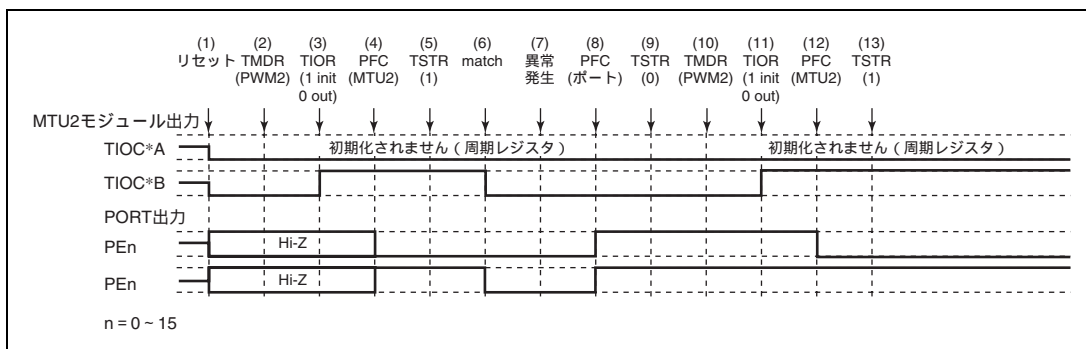 (1) (2) (3) (4) (5) (6) (7) (8) (9) (10) (11) (12) (13)
リセット TMDR TIOR PFC TSTR match 異常 PFC TSTR TMDR TIOR PFC TSTR
(PWM2) (1 init (MTU2) (1) 発生 (ポート) (0) (PWM2) (1 init (MTU2) (1)
0 out) 0 out)
MTU2モジュール出力
TIOC*A 初期化されません（周期レジスタ） 初期化されません（周期レジスタ）
TIOC*B
PORT出力
PEn Hi-Z
PEn Hi-Z
n = 0 ~ 15